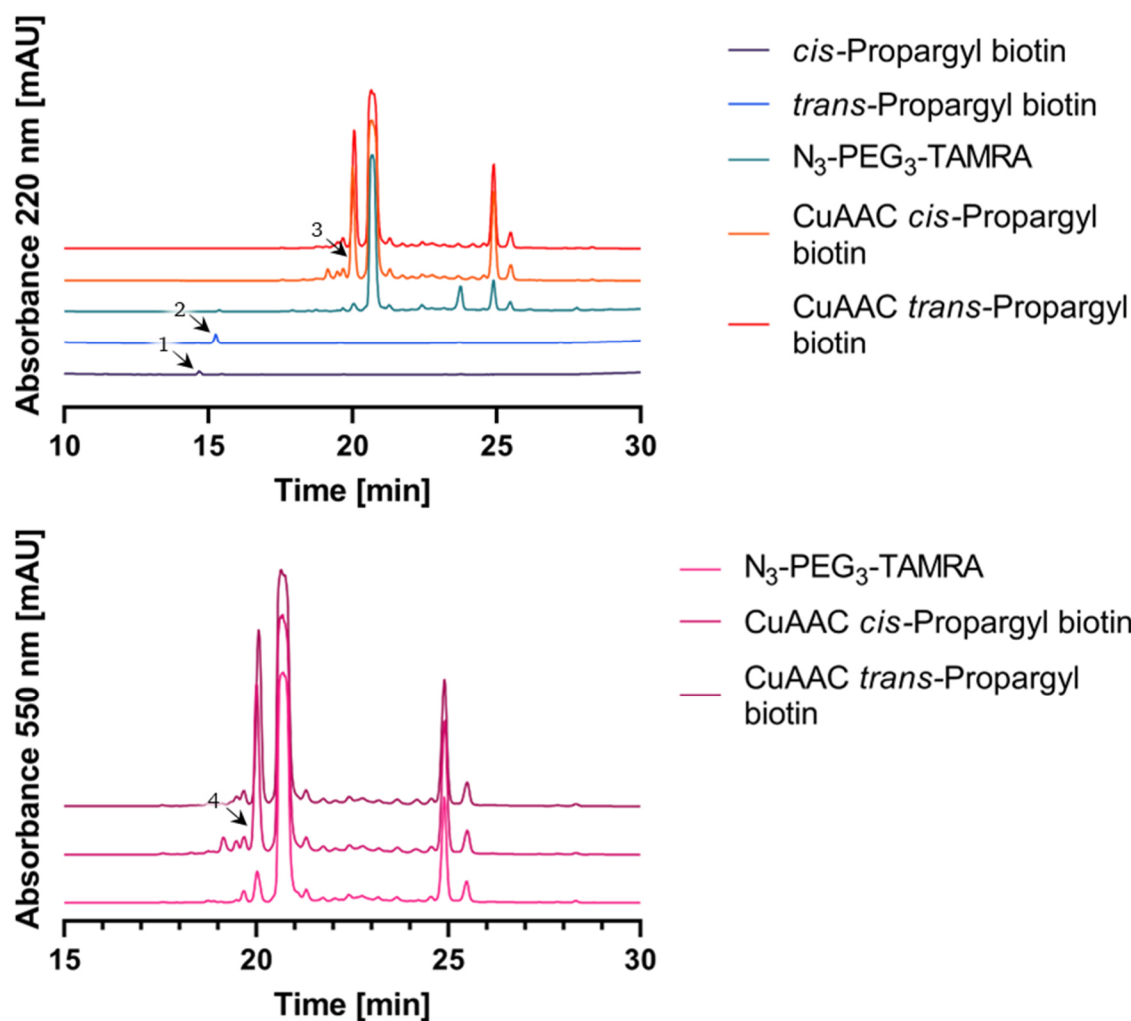 Absorbance 220 nm [mAU]
3
2
1
10 15 20 25 30
Time [min]
cis-Propargyl biotin
trans-Propargyl biotin
N₃-PEG₃-TAMRA
CuAAC cis-Propargyl
biotin
CuAAC trans-Propargyl
biotin
Absorbance 550 nm [mAU]
4
15 20 25 30
Time [min]
N₃-PEG₃-TAMRA
CuAAC cis-Propargyl biotin
CuAAC trans-Propargyl
biotin